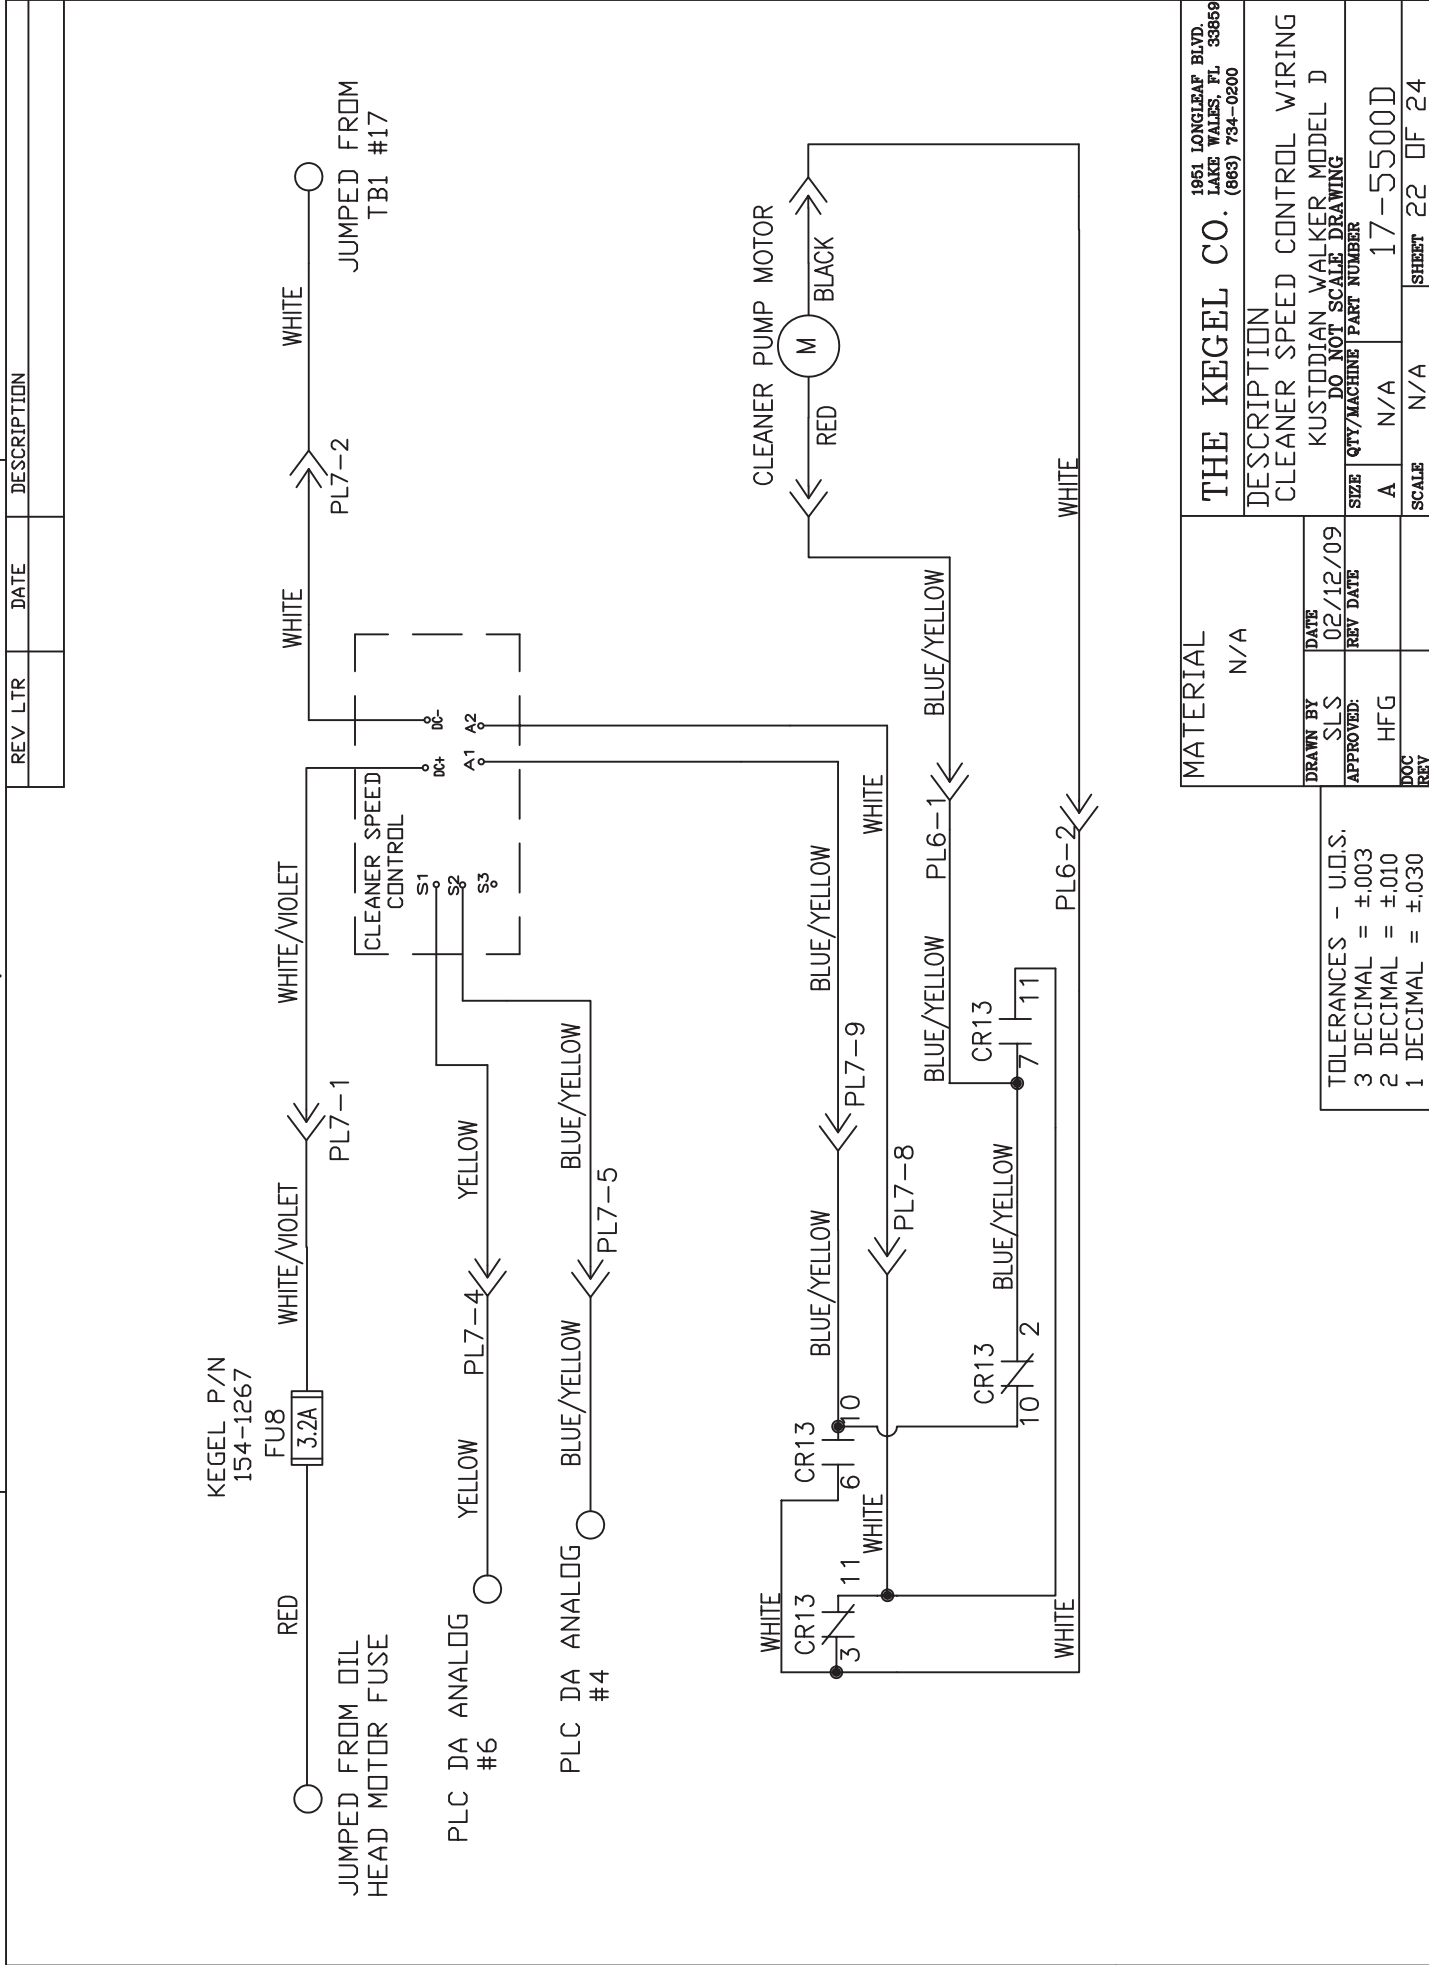 REV LTR
DATE
DESCRIPTION
KEGEL P/N
154-1267
FU8
3.2A
RED
WHITE/VIOLET
PL7-1
WHITE/VIOLET
WHITE
PL7-2
WHITE
JUMPED FROM
TB1 #17
JUMPED FROM OIL
HEAD MOTOR FUSE
CLEANER SPEED
CONTROL
DC+
DC-
A1
A2
S1
S2
S3
PLC DA ANALOG
#6
YELLOW
PL7-4
YELLOW
PLC DA ANALOG
#4
BLUE/YELLOW
PL7-5
BLUE/YELLOW
CLEANER PUMP MOTOR
M
RED
BLACK
WHITE
CR13
3
11
CR13
6
10
BLUE/YELLOW
PL7-9
BLUE/YELLOW
WHITE
PL7-8
WHITE
BLUE/YELLOW
PL6-1
BLUE/YELLOW
CR13
10
2
BLUE/YELLOW
CR13
7
11
WHITE
PL6-2
WHITE
TOLERANCES - U.O.S.
3 DECIMAL = ±.003
2 DECIMAL = ±.010
1 DECIMAL = ±.030
MATERIAL
N/A
DRAWN BY
SLS
DATE
02/12/09
APPROVED:
HFG
REV DATE
DOC
REV
THE KEGEL CO.
1951 LONGLEAF BLVD.
LAKE WALES, FL 33859
(863) 734-0200
DESCRIPTION
CLEANER SPEED CONTROL WIRING
KUSTODIAN WALKER MODEL D
DO NOT SCALE DRAWING
SIZE
A
QTY/MACHINE
N/A
PART NUMBER
17-5500D
SCALE
N/A
SHEET 22 OF 24